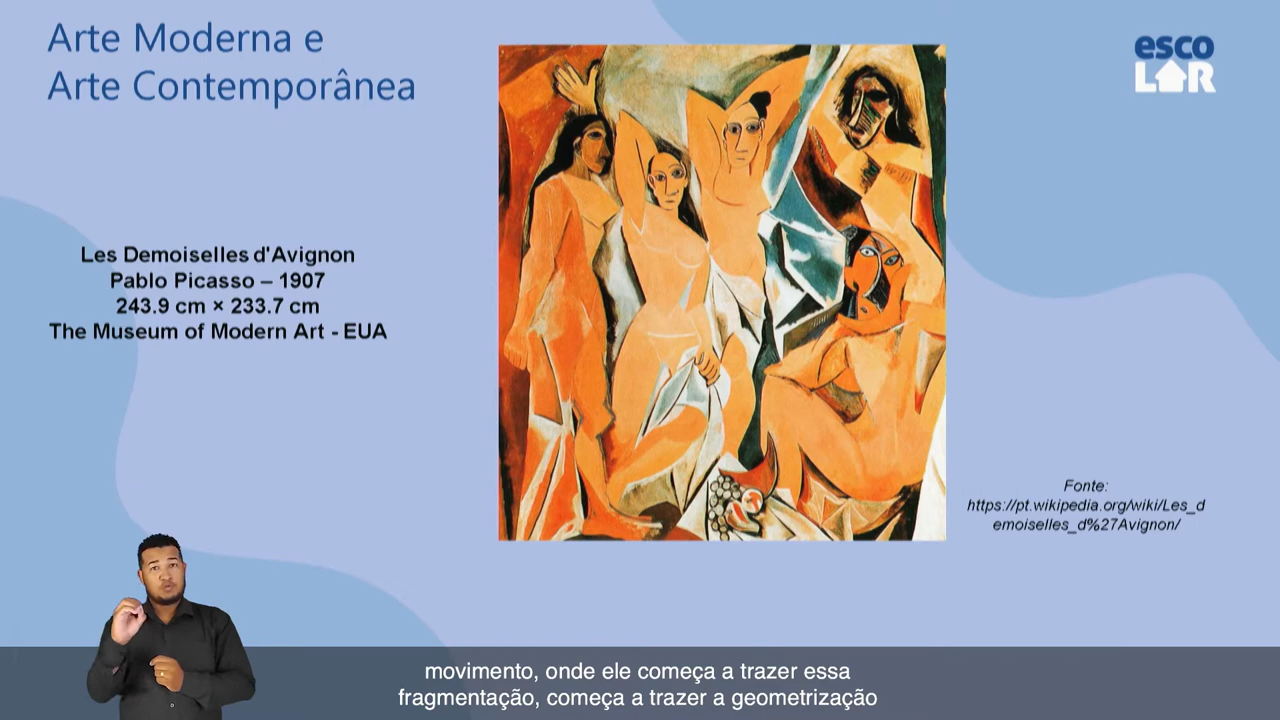 Arte Moderna e
Arte Contemporânea
esco
LAR
Les Demoiselles d'Avignon
Pablo Picasso – 1907
243.9 cm × 233.7 cm
The Museum of Modern Art - EUA
Fonte:
https://pt.wikipedia.org/wiki/Les_d
emoiselles_d%27Avignon/
movimento, onde ele começa a trazer essa
fragmentação, começa a trazer a geometrização